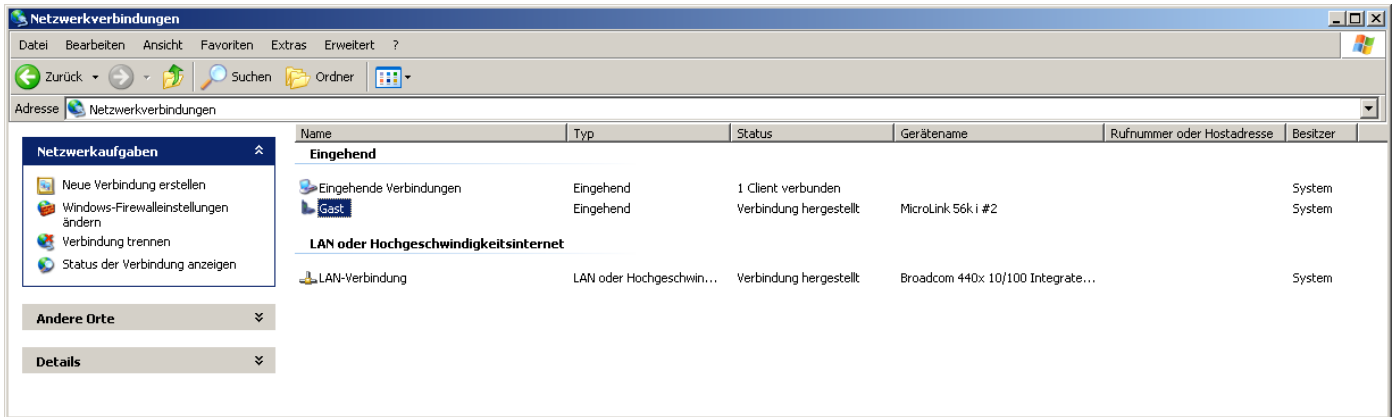 Netzwerkverbindungen
Datei Bearbeiten Ansicht Favoriten Extras Erweitert ?
Zurück Suchen Ordner
Adresse Netzwerkverbindungen
Netzwerkaufgaben
Neue Verbindung erstellen
Windows-Firewalleinstellungen
ändern
Verbindung trennen
Status der Verbindung anzeigen
Andere Orte
Details
Name Typ Status Gerätename Rufnummer oder Hostadresse Besitzer
Eingehend
Eingehende Verbindungen Eingehend 1 Client verbunden System
Gast Eingehend Verbindung hergestellt MicroLink 56k i #2 System
LAN oder Hochgeschwindigkeitsinternet
LAN-Verbindung LAN oder Hochgeschwin... Verbindung hergestellt Broadcom 440x 10/100 Integrate... System